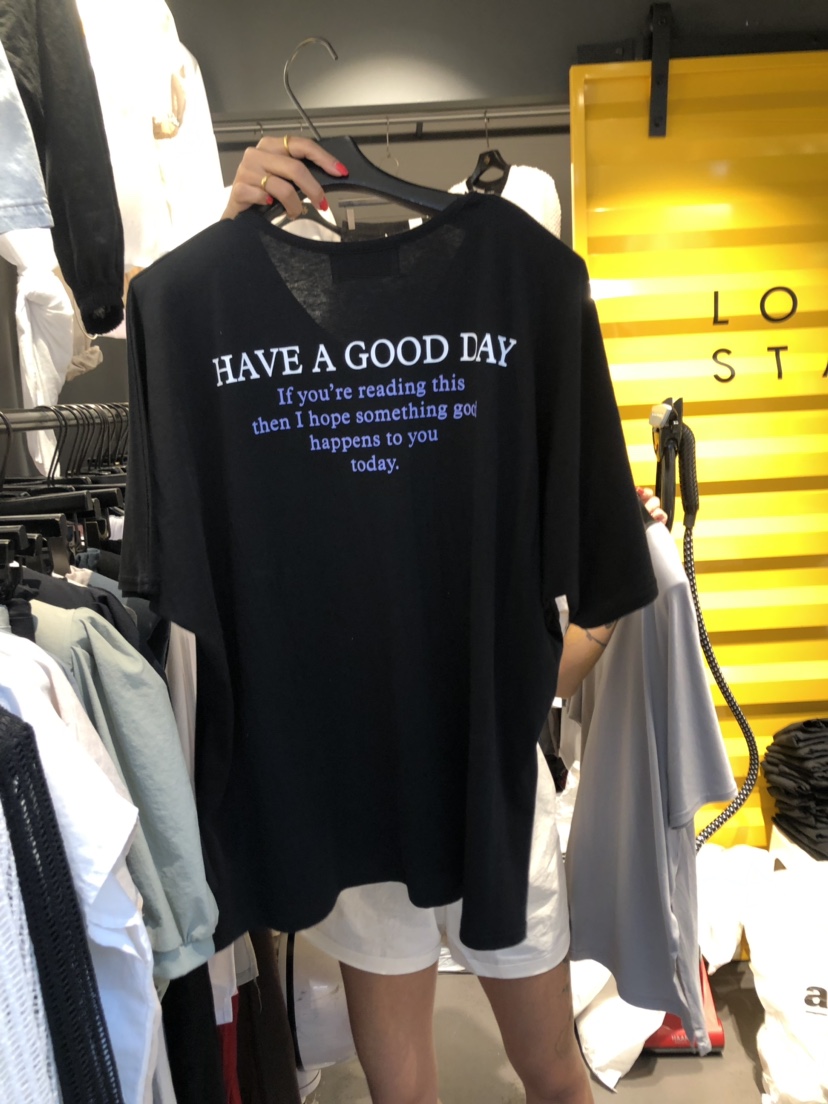 HAVE A GOOD DAY
If you're reading this
then I hope something good
happens to you
today.
LO
STA
a